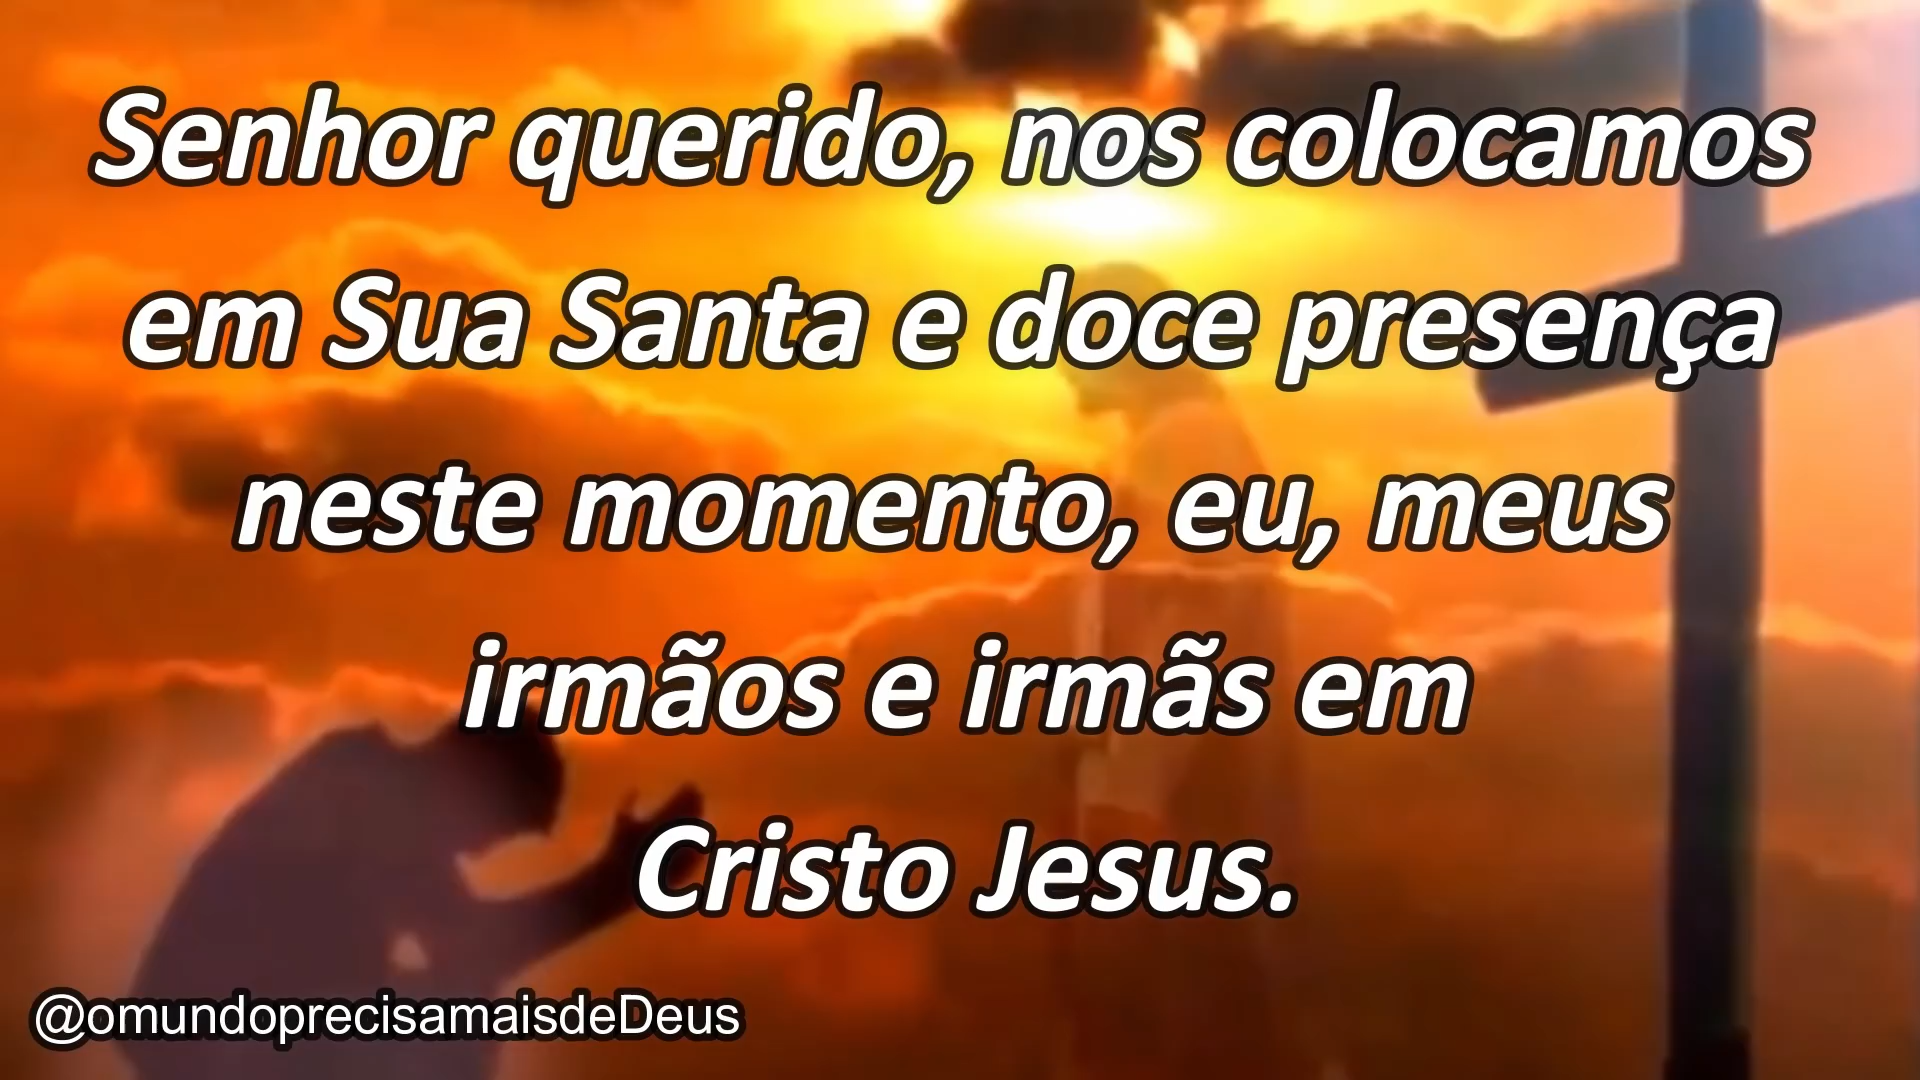 Senhor querido, nos colocamos
em Sua Santa e doce presença
neste momento, eu, meus
irmãos e irmãs em
Cristo Jesus.
@omundoprecisamaisdeDeus